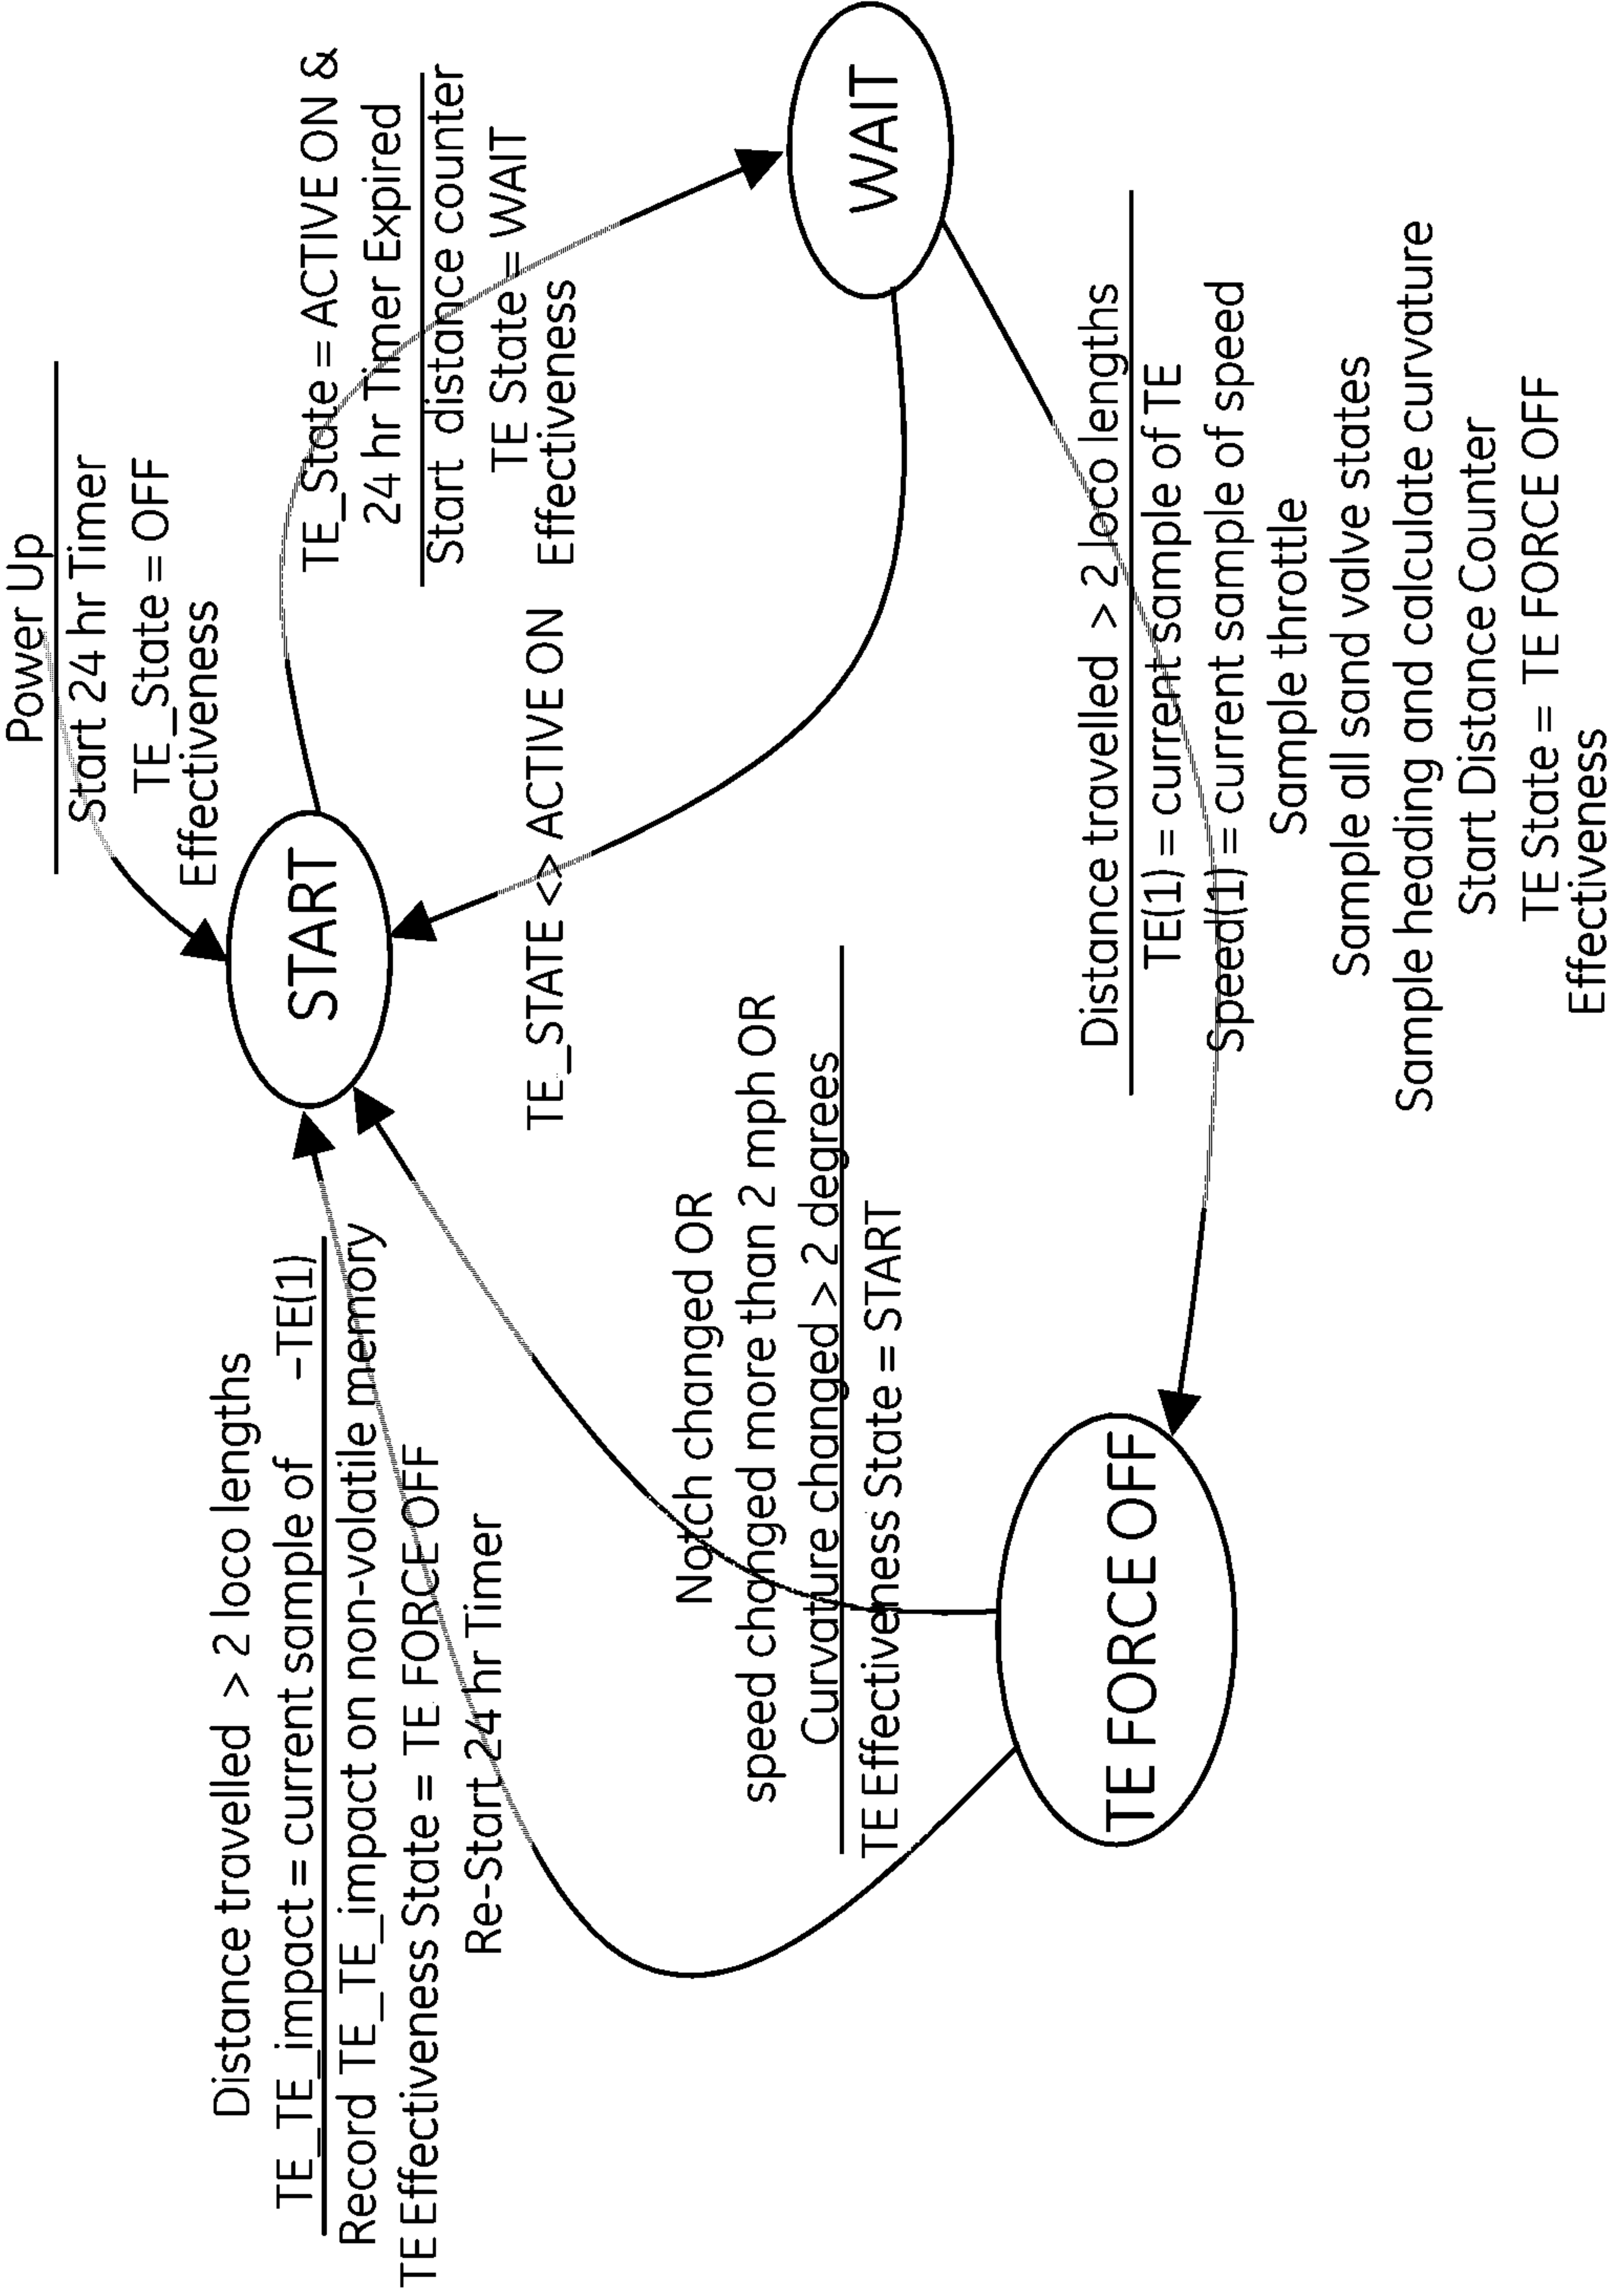 Power Up
Start 24 hr Timer
TE_State = OFF
Effectiveness
START
TE_State = ACTIVE ON &
24 hr Timer Expired
Start distance counter
TE State = WAIT
Effectiveness
WAIT
TE_STATE <> ACTIVE ON
Distance travelled > 2 loco lengths
TE_TE_impact = current sample of –TE(1)
Record TE_TE_impact on non-volatile memory
TE Effectiveness State = TE FORCE OFF
Re-Start 24 hr Timer
Notch changed OR
speed changed more than 2 mph OR
Curvature changed > 2 degrees
TE Effectiveness State = START
TE FORCE OFF
Distance travelled > 2 loco lengths
TE(1) = current sample of TE
Speed(1) = current sample of speed
Sample throttle
Sample all sand valve states
Sample heading and calculate curvature
Start Distance Counter
TE State = TE FORCE OFF
Effectiveness